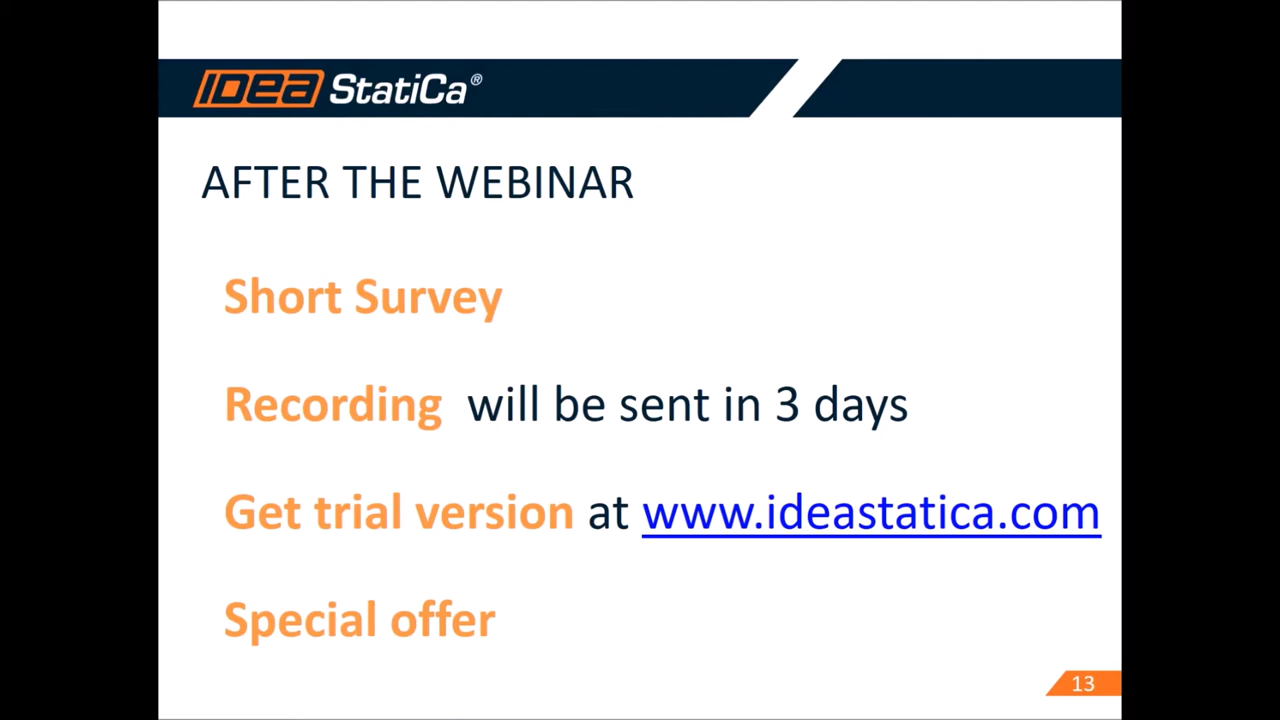 IDEA StatiCa®
AFTER THE WEBINAR
Short Survey
Recording will be sent in 3 days
Get trial version at www.ideastatica.com
Special offer
13